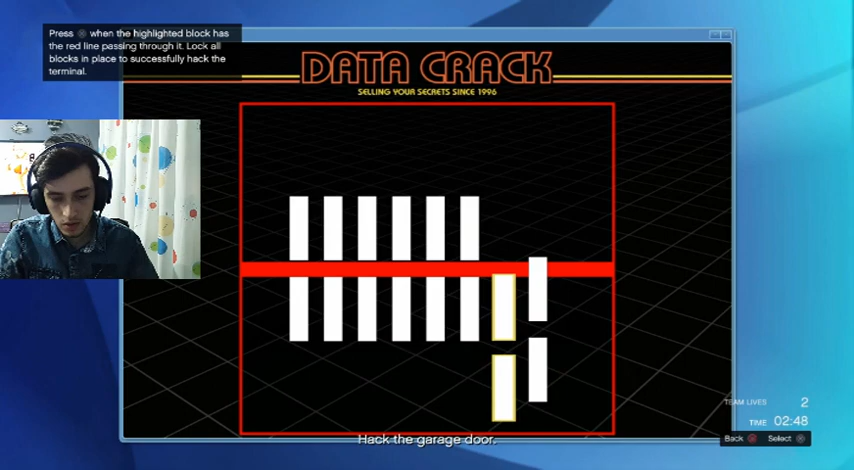 Press when the highlighted block has
the red line passing through it. Lock all
blocks in place to successfully hack the
terminal.
DATA CRACK
SELLING YOUR SECRETS SINCE 1996
TEAM LIVES 2
TIME 02:48
Hack the garage door.
Back Select